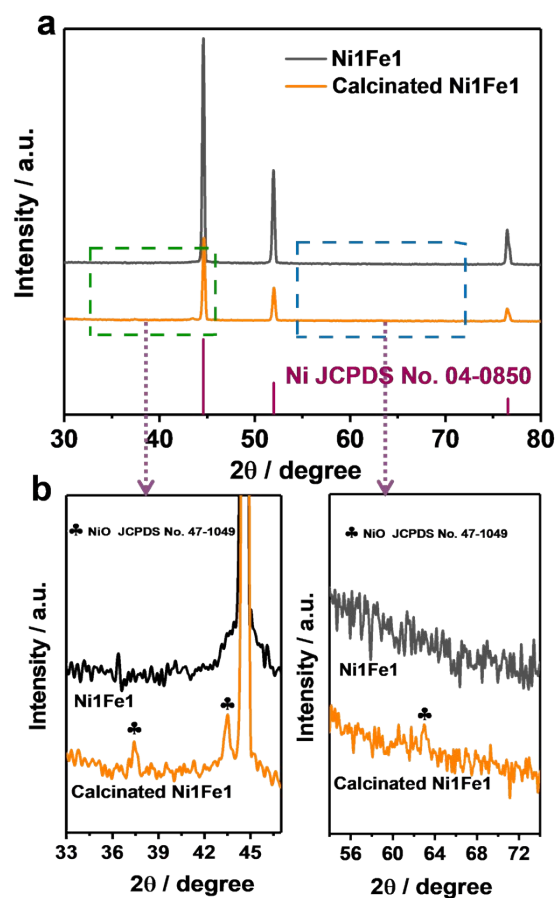 a
Ni1Fe1
Calcinated Ni1Fe1
Intensity / a.u.
Ni JCPDS No. 04-0850
30 40 50 60 70 80
2θ / degree
b
♣ NiO JCPDS No. 47-1049
Intensity / a.u.
Ni1Fe1
♣ ♣
Calcinated Ni1Fe1
33 36 39 42 45
2θ / degree
♣ NiO JCPDS No. 47-1049
Intensity / a.u.
Ni1Fe1
♣
Calcinated Ni1Fe1
56 60 64 68 72
2θ / degree